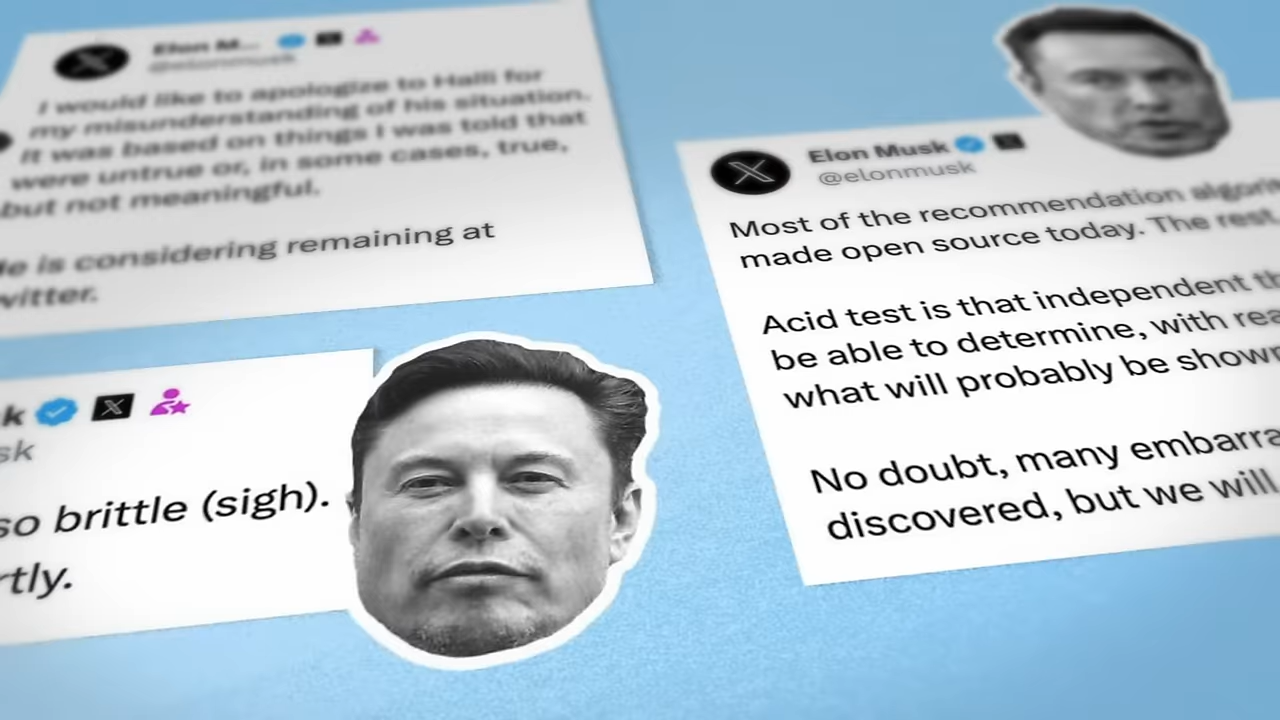 Elon M...
@elonmusk
I would like to apologize to Halli for
my misunderstanding of his situation.
It was based on things I was told that
were untrue or, in some cases, true,
but not meaningful.
He is considering remaining at
witter.
k
sk
so brittle (sigh).
rtly.
Elon Musk
@elonmusk
Most of the recommendation algorit
made open source today. The rest
Acid test is that independent th
be able to determine, with rea
what will probably be shown
No doubt, many embarra
discovered, but we will